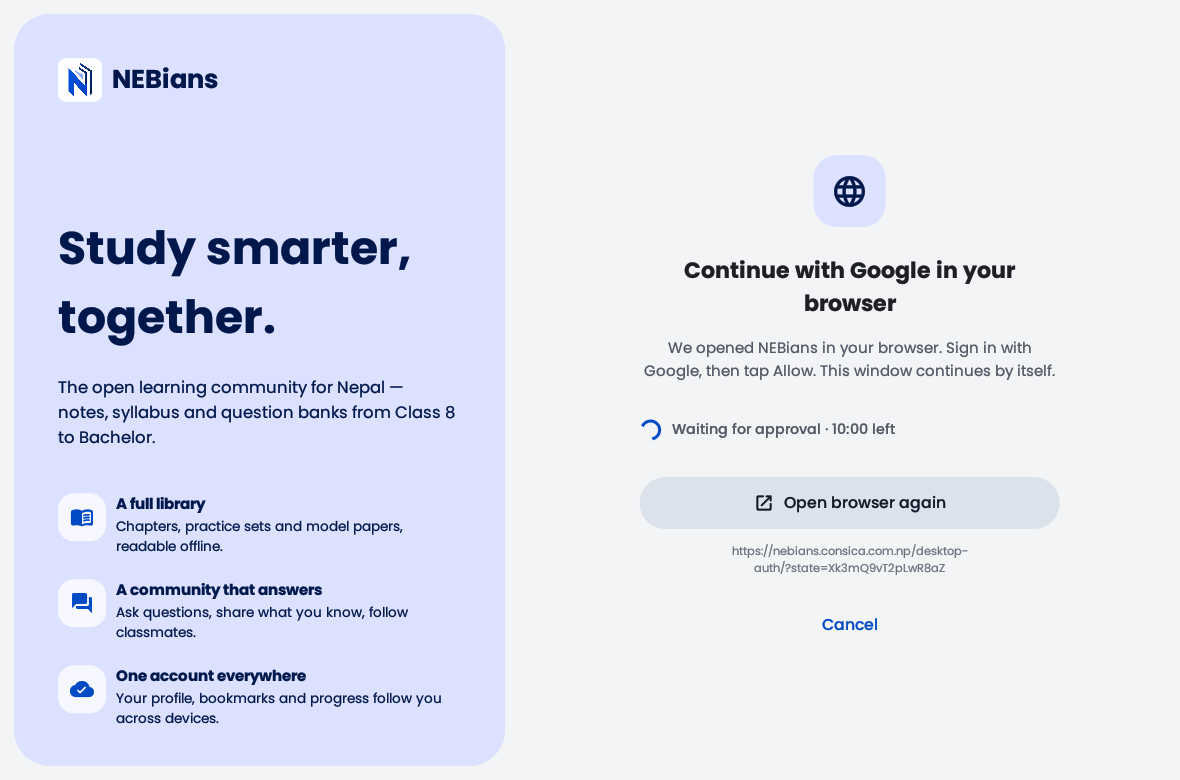 NEBians
Study smarter,
together.
The open learning community for Nepal —
notes, syllabus and question banks from Class 8
to Bachelor.
A full library
Chapters, practice sets and model papers,
readable offline.
A community that answers
Ask questions, share what you know, follow
classmates.
One account everywhere
Your profile, bookmarks and progress follow you
across devices.
Continue with Google in your
browser
We opened NEBians in your browser. Sign in with
Google, then tap Allow. This window continues by itself.
Waiting for approval · 10:00 left
Open browser again
https://nebians.consica.com.np/desktop-
auth/?state=Xk3mQ9vT2pLwR8aZ
Cancel